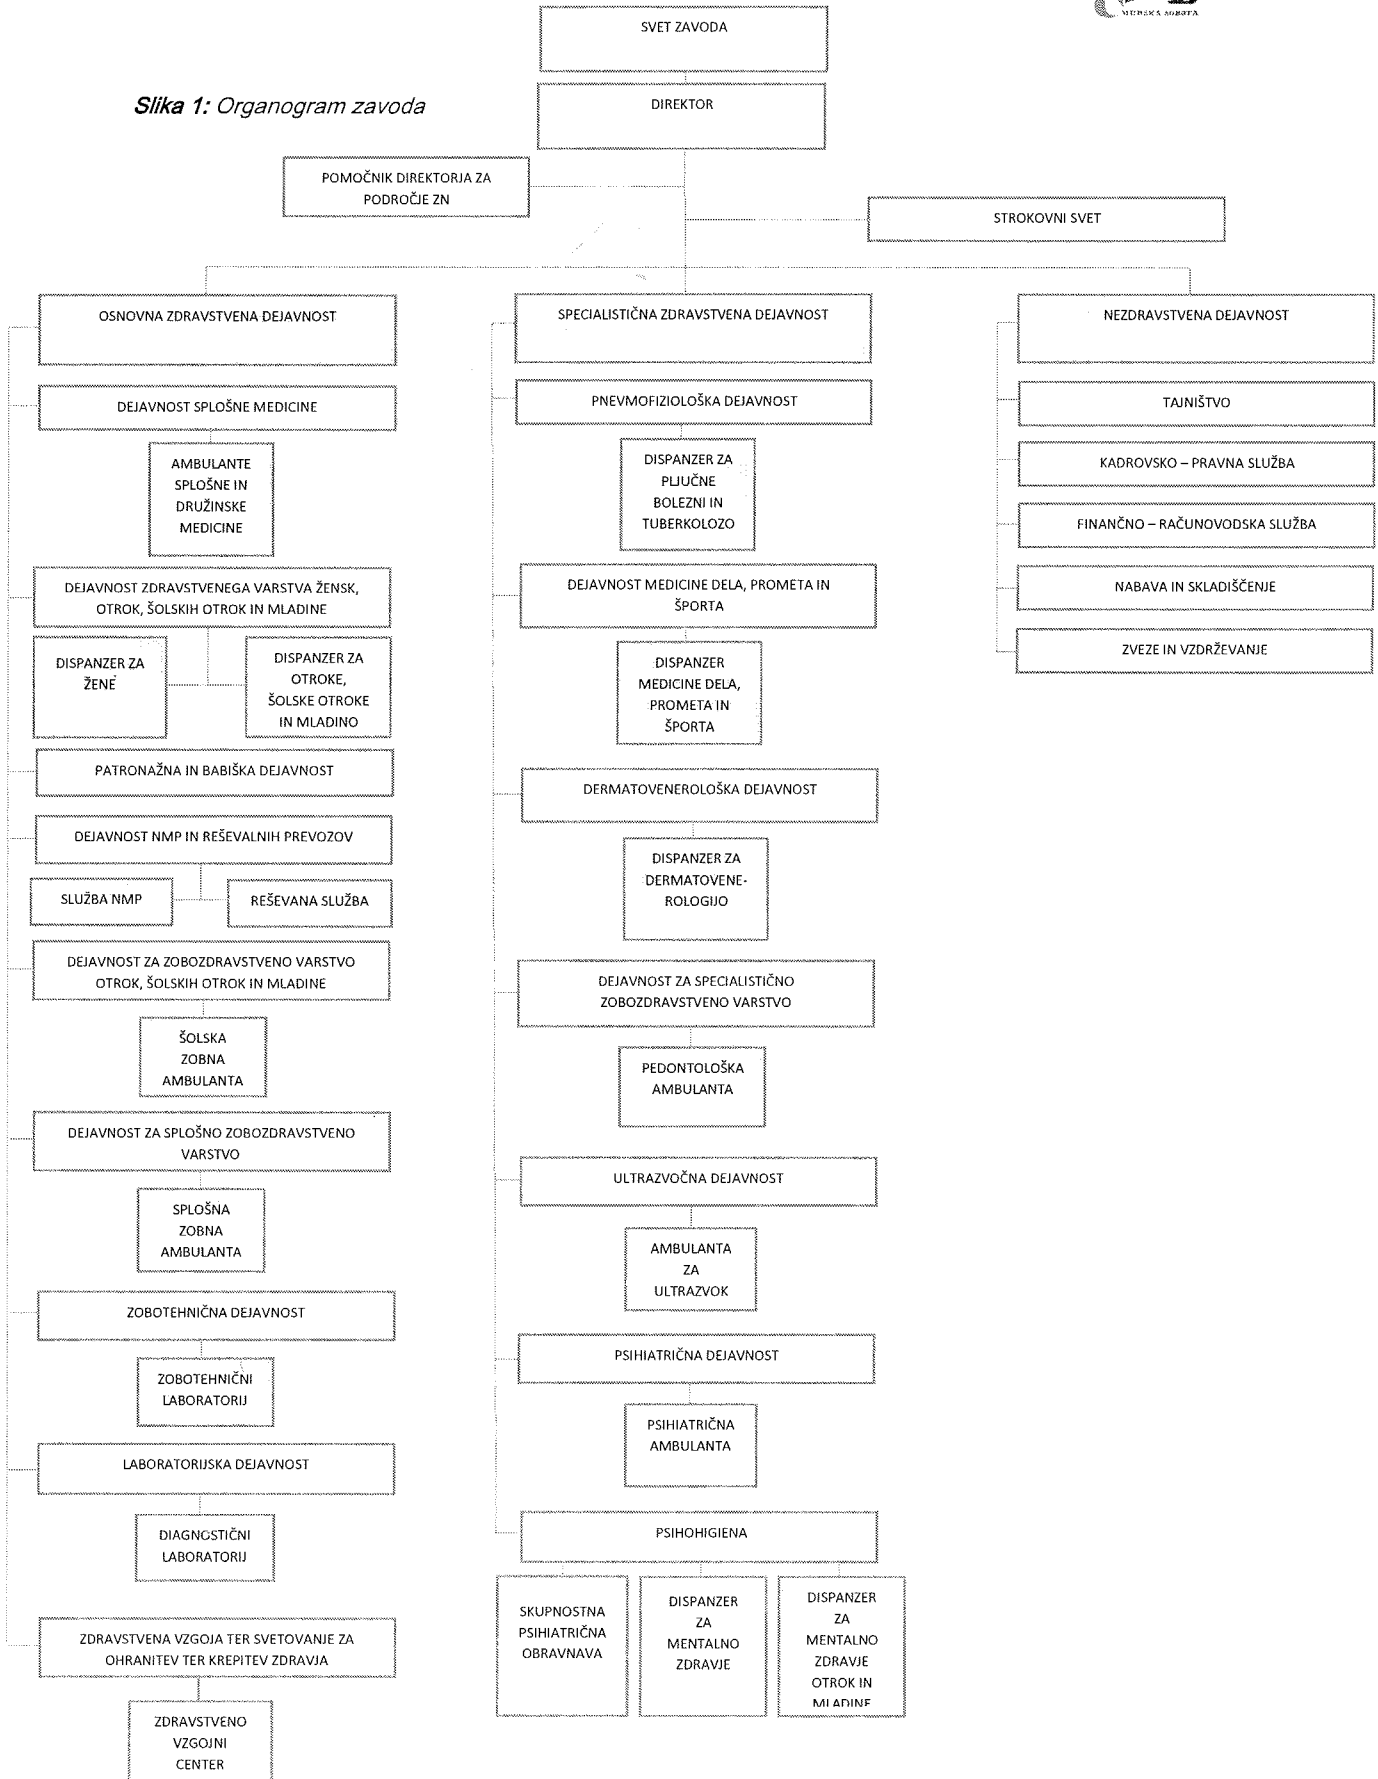 MURSKA SOBOTA
SVET ZAVODA
Slika 1: Organogram zavoda
DIREKTOR
POMOČNIK DIREKTORJA ZA
PODROČJE ZN
STROKOVNI SVET
OSNOVNA ZDRAVSTVENA DEJAVNOST
DEJAVNOST SPLOŠNE MEDICINE
AMBULANTE
SPLOŠNE IN
DRUŽINSKE
MEDICINE
DEJAVNOST ZDRAVSTVENEGA VARSTVA ŽENSK,
OTROK, ŠOLSKIH OTROK IN MLADINE
DISPANZER ZA
ŽENE
DISPANZER ZA
OTROKE,
ŠOLSKE OTROKE
IN MLADINO
PATRONAŽNA IN BABIŠKA DEJAVNOST
DEJAVNOST NMP IN REŠEVALNIH PREVOZOV
SLUŽBA NMP
REŠEVANA SLUŽBA
DEJAVNOST ZA ZOBOZDRAVSTVENO VARSTVO
OTROK, ŠOLSKIH OTROK IN MLADINE
ŠOLSKA
ZOBNA
AMBULANTA
DEJAVNOST ZA SPLOŠNO ZOBOZDRAVSTVENO
VARSTVO
SPLOŠNA
ZOBNA
AMBULANTA
ZOBOTEHNIČNA DEJAVNOST
ZOBOTEHNIČNI
LABORATORIJ
LABORATORIJSKA DEJAVNOST
DIAGNOSTIČNI
LABORATORIJ
ZDRAVSTVENA VZGOJA TER SVETOVANJE ZA
OHRANITEV TER KREPITEV ZDRAVJA
ZDRAVSTVENO
VZGOJNI
CENTER
SPECIALISTIČNA ZDRAVSTVENA DEJAVNOST
PNEVMOFIZIOLOŠKA DEJAVNOST
DISPANZER ZA
PLJUČNE
BOLEZNI IN
TUBERKOLOZO
DEJAVNOST MEDICINE DELA, PROMETA IN
ŠPORTA
DISPANZER
MEDICINE DELA,
PROMETA IN
ŠPORTA
DERMATOVENEROLOŠKA DEJAVNOST
DISPANZER ZA
DERMATOVENE-
ROLOGIJO
DEJAVNOST ZA SPECIALISTIČNO
ZOBOZDRAVSTVENO VARSTVO
PEDONTOLOŠKA
AMBULANTA
ULTRAZVOČNA DEJAVNOST
AMBULANTA
ZA
ULTRAZVOK
PSIHIATRIČNA DEJAVNOST
PSIHIATRIČNA
AMBULANTA
PSIHOHIGIENA
SKUPNOSTNA
PSIHIATRIČNA
OBRAVNAVA
DISPANZER
ZA
MENTALNO
ZDRAVJE
DISPANZER
ZA
MENTALNO
ZDRAVJE
OTROK IN
MLADINE
NEZDRAVSTVENA DEJAVNOST
TAJNIŠTVO
KADROVSKO – PRAVNA SLUŽBA
FINANČNO – RAČUNOVODSKA SLUŽBA
NABAVA IN SKLADIŠČENJE
ZVEZE IN VZDRŽEVANJE